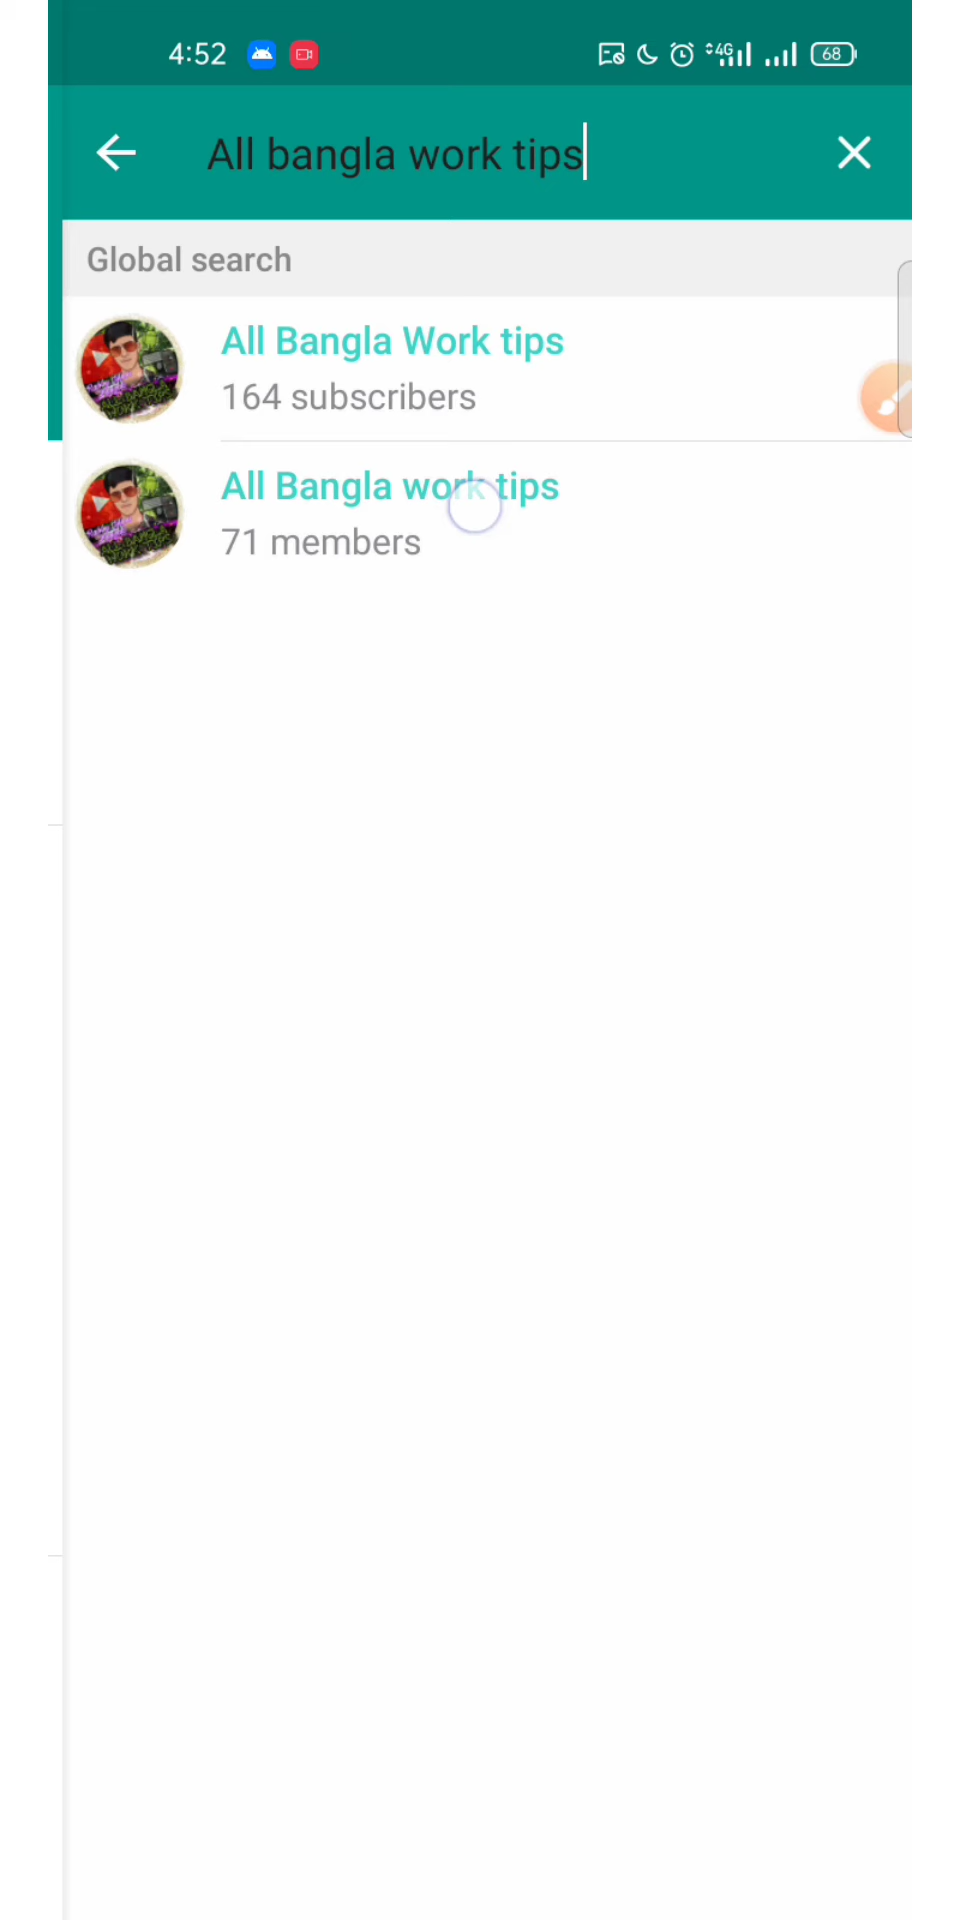 4:52
4G
68
All bangla work tips
Global search
All Bangla Work tips
164 subscribers
All Bangla work tips
71 members